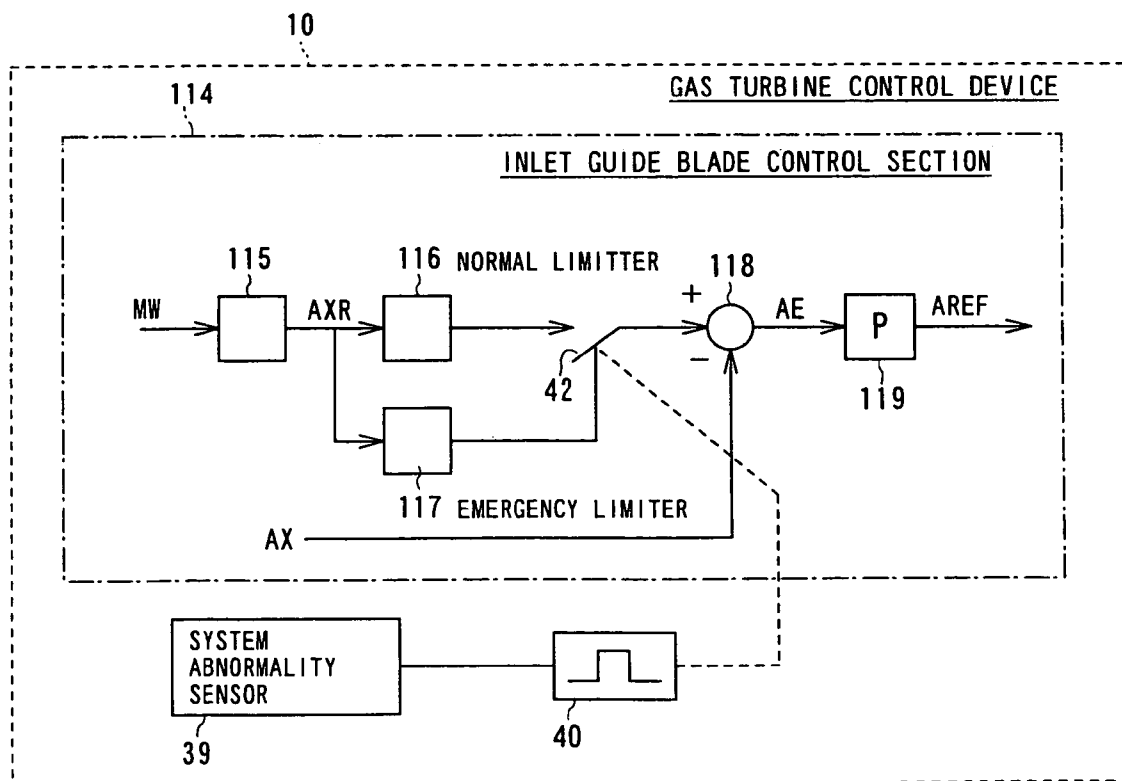 10
GAS TURBINE CONTROL DEVICE
114
INLET GUIDE BLADE CONTROL SECTION
115
116 NORMAL LIMITTER
118
MW
AXR
+
AE
P
AREF
−
42
119
117 EMERGENCY LIMITER
AX
SYSTEM
ABNORMALITY
SENSOR
39
40